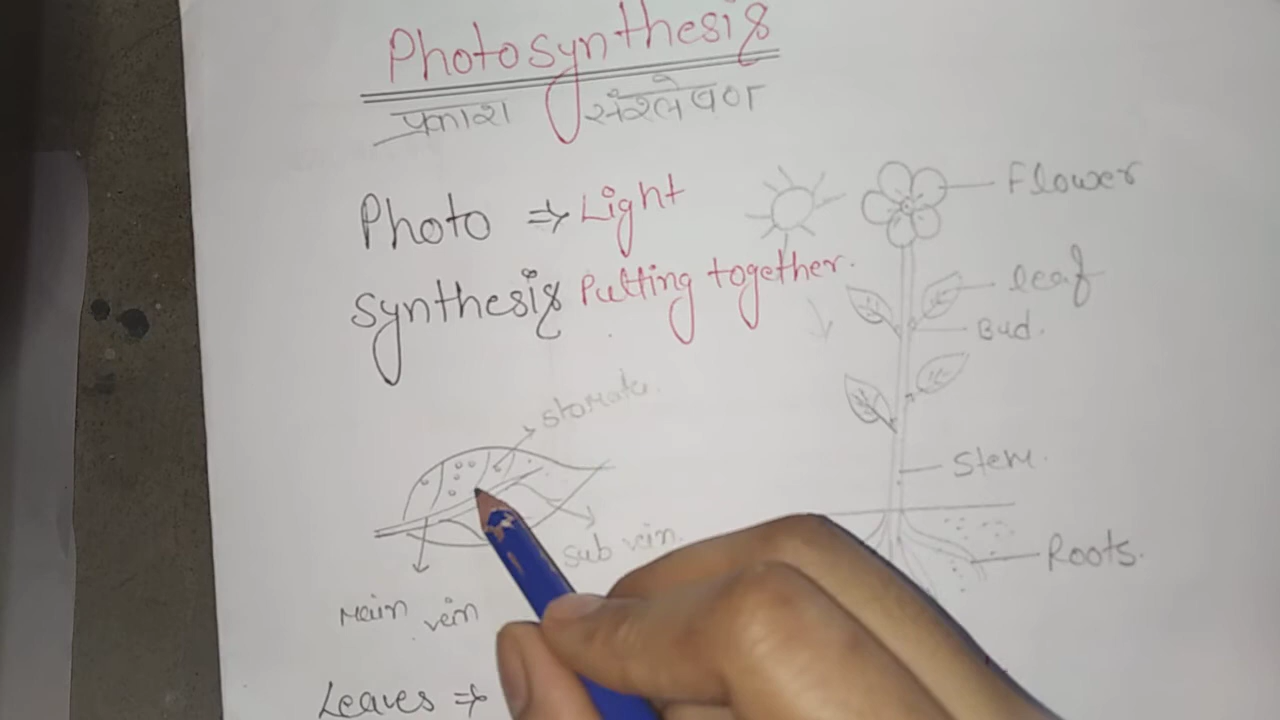 Photosynthesis
प्रकाश संश्लेषण
Photo => Light
Synthesis Putting together.
Flower
leaf
Bud.
Stem.
Roots.
stomata
sub vein.
Main vein
Leaves =>